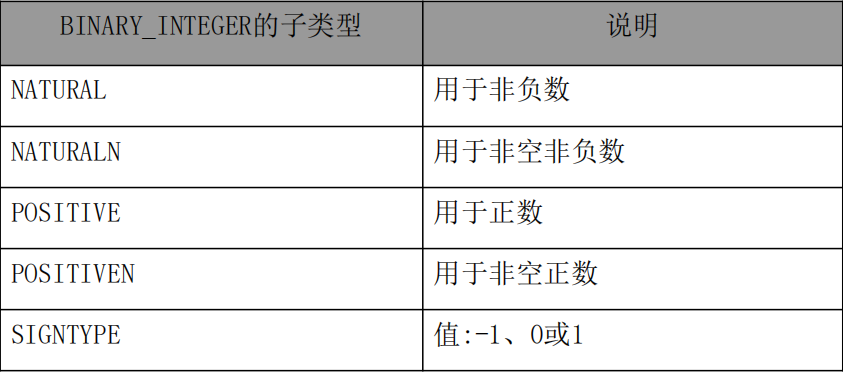 BINARY_INTEGER的子类型 说明
NATURAL 用于非负数
NATURALN 用于非空非负数
POSITIVE 用于正数
POSITIVEN 用于非空正数
SIGNTYPE 值:-1、0或1